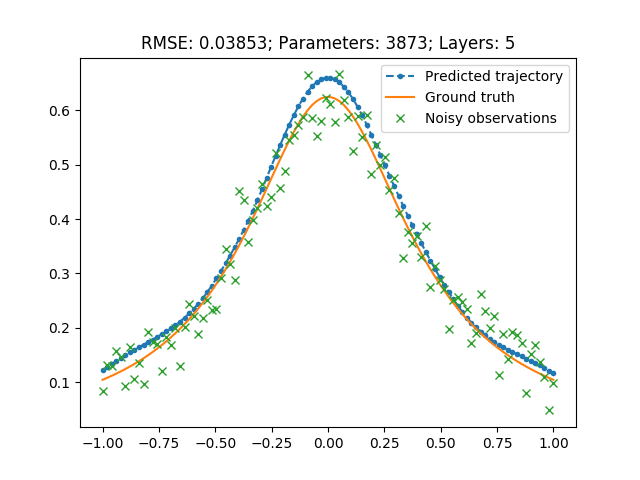 RMSE: 0.03853; Parameters: 3873; Layers: 5
Predicted trajectory
Ground truth
Noisy observations
0.6
0.5
0.4
0.3
0.2
0.1
−1.00 −0.75 −0.50 −0.25 0.00 0.25 0.50 0.75 1.00